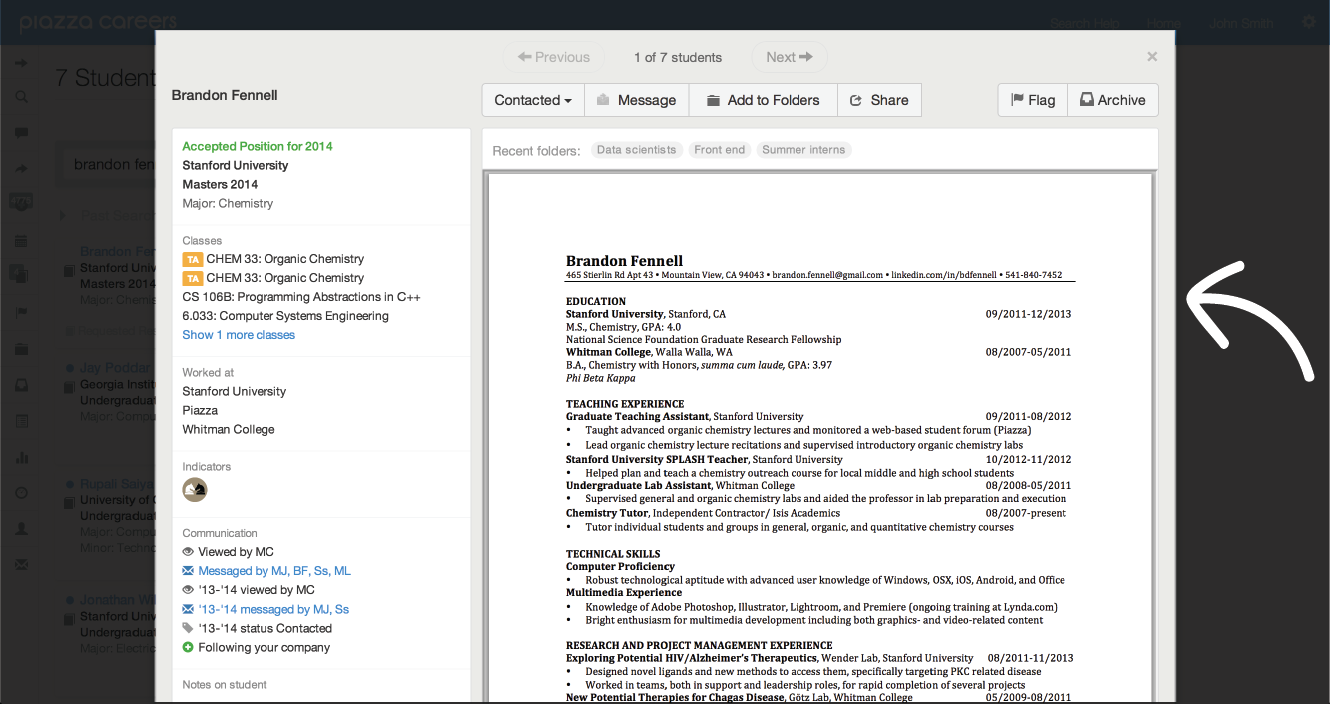 piazza careers
Search Help Home John Smith
7 Student
brandon fen
Brandon Fen
Stanford Univ
Masters 2014
Major: Chemis
Jay Poddar
Georgia Instit
Undergradua
Major: Compu
Rupali Saiya
University of C
Undergradua
Major: Compu
Minor: Techno
Jonathan Wi
Stanford Univ
Undergradua
Major: Electric
Previous 1 of 7 students Next ×
Brandon Fennell
Contacted Message Add to Folders Share Flag Archive
Accepted Position for 2014
Stanford University
Masters 2014
Major: Chemistry
Classes
TA CHEM 33: Organic Chemistry
TA CHEM 33: Organic Chemistry
CS 106B: Programming Abstractions in C++
6.033: Computer Systems Engineering
Show 1 more classes
Worked at
Stanford University
Piazza
Whitman College
Indicators
Communication
Viewed by MC
Messaged by MJ, BF, Ss, ML
'13-'14 viewed by MC
'13-'14 messaged by MJ, Ss
'13-'14 status Contacted
Following your company
Notes on student
Recent folders: Data scientists Front end Summer interns
Brandon Fennell
465 Stierlin Rd Apt 43 • Mountain View, CA 94043 • brandon.fennell@gmail.com • linkedin.com/in/bdfennell • 541-840-7452
EDUCATION
Stanford University, Stanford, CA 09/2011-12/2013
M.S., Chemistry, GPA: 4.0
National Science Foundation Graduate Research Fellowship
Whitman College, Walla Walla, WA 08/2007-05/2011
B.A., Chemistry with Honors, summa cum laude, GPA: 3.97
Phi Beta Kappa
TEACHING EXPERIENCE
Graduate Teaching Assistant, Stanford University 09/2011-08/2012
• Taught advanced organic chemistry lectures and monitored a web-based student forum (Piazza)
• Lead organic chemistry lecture recitations and supervised introductory organic chemistry labs
Stanford University SPLASH Teacher, Stanford University 10/2012-11/2012
• Helped plan and teach a chemistry outreach course for local middle and high school students
Undergraduate Lab Assistant, Whitman College 08/2008-05/2011
• Supervised general and organic chemistry labs and aided the professor in lab preparation and execution
Chemistry Tutor, Independent Contractor/ Isis Academics 08/2007-present
• Tutor individual students and groups in general, organic, and quantitative chemistry courses
TECHNICAL SKILLS
Computer Proficiency
• Robust technological aptitude with advanced user knowledge of Windows, OSX, iOS, Android, and Office
Multimedia Experience
• Knowledge of Adobe Photoshop, Illustrator, Lightroom, and Premiere (ongoing training at Lynda.com)
• Bright enthusiasm for multimedia development including both graphics- and video-related content
RESEARCH AND PROJECT MANAGEMENT EXPERIENCE
Exploring Potential HIV/Alzheimer's Therapeutics, Wender Lab, Stanford University 08/2011-11/2013
• Designed novel ligands and new methods to access them, specifically targeting PKC related disease
• Worked in teams, both in support and leadership roles, for rapid completion of several projects
New Potential Therapies for Chagas Disease, Götz Lab, Whitman College 05/2009-08/2011